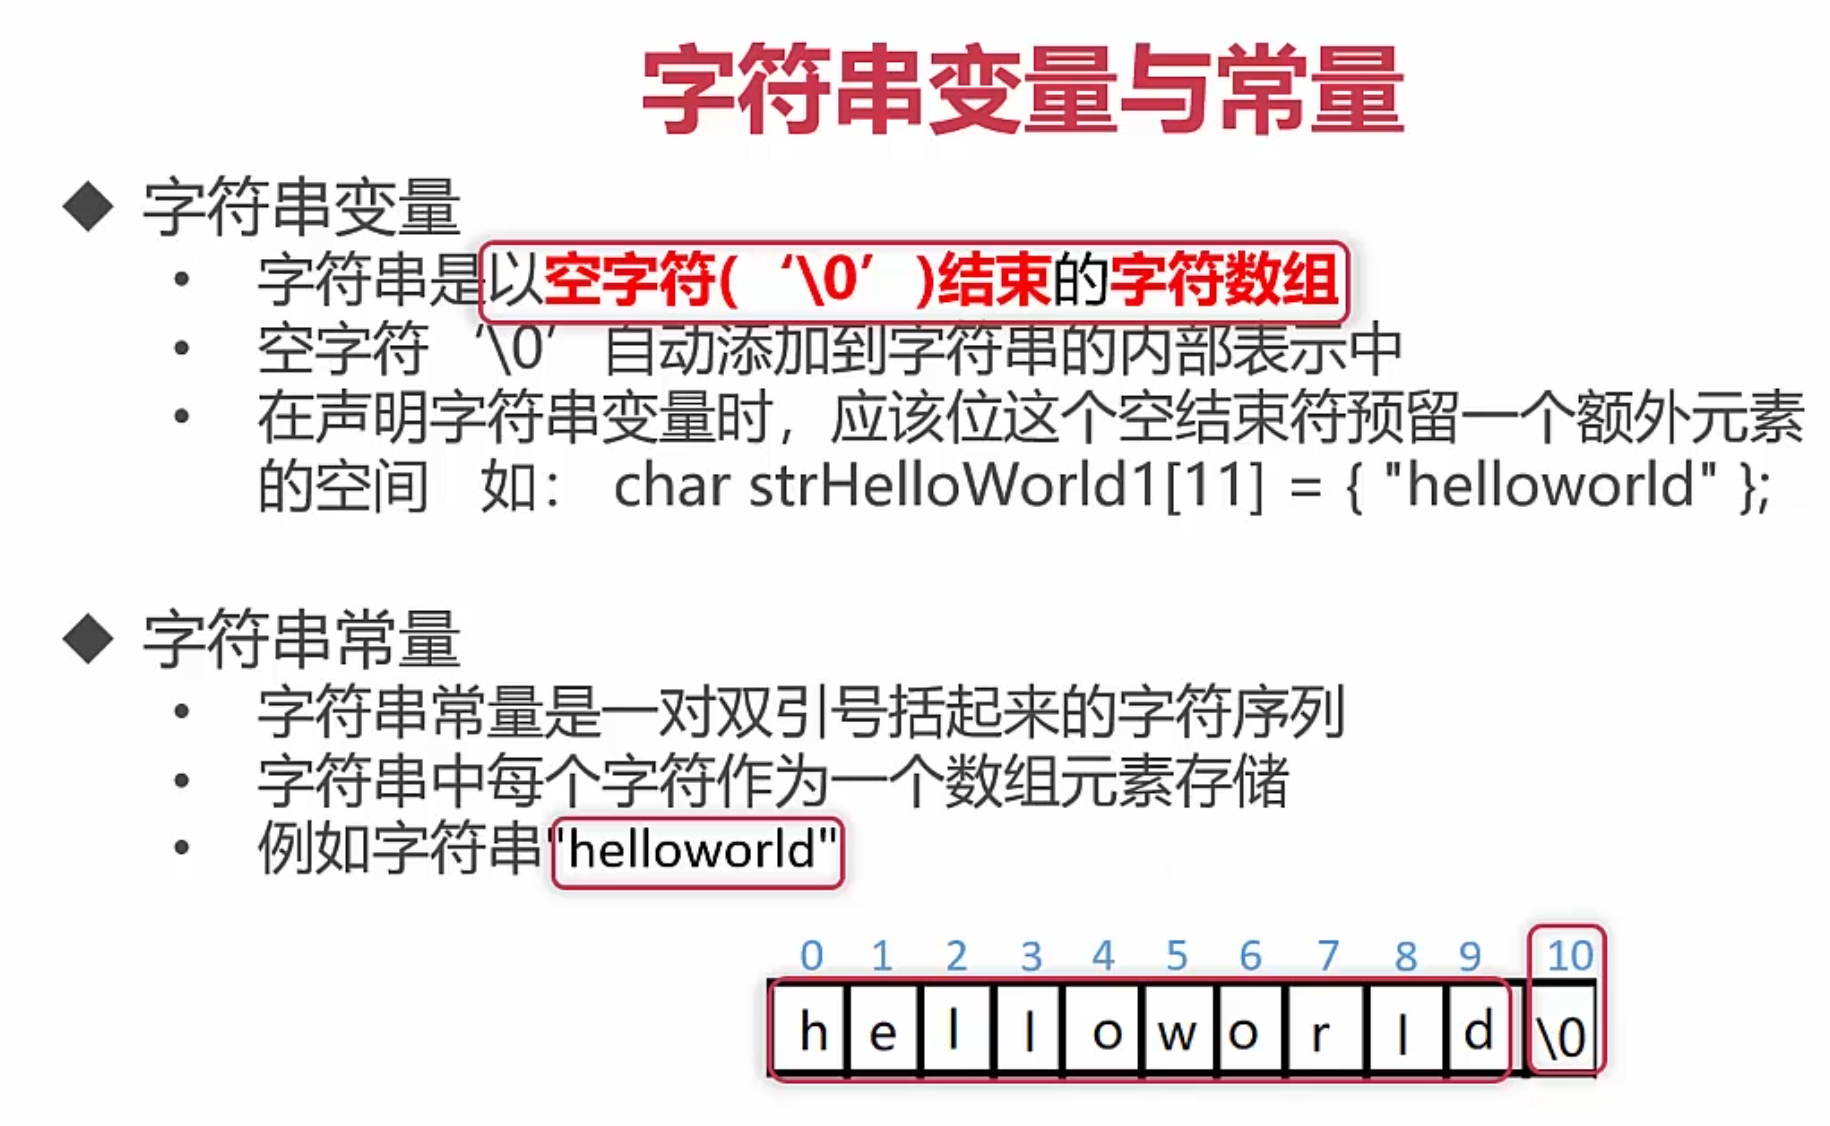 字符串变量与常量
◆ 字符串变量
• 字符串是以空字符(‘\0’)结束的字符数组
• 空字符‘\0’自动添加到字符串的内部表示中
• 在声明字符串变量时，应该位这个空结束符预留一个额外元素
的空间 如： char strHelloWorld1[11] = { "helloworld" };
◆ 字符串常量
• 字符串常量是一对双引号括起来的字符序列
• 字符串中每个字符作为一个数组元素存储
• 例如字符串"helloworld"
0 1 2 3 4 5 6 7 8 9 10
h e l l o w o r l d \0